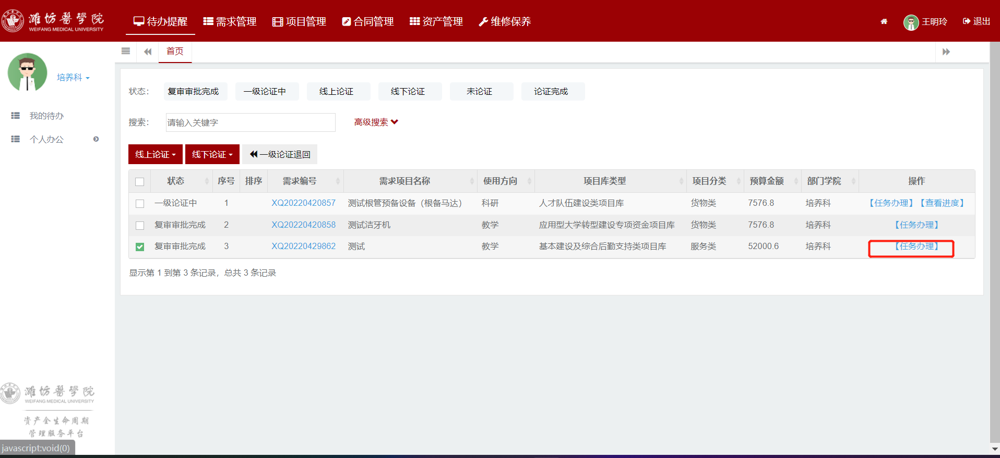 濰坊醫學院
WEIFANG MEDICAL UNIVERSITY
待办提醒 需求管理 项目管理 合同管理 资产管理 维修保养 王明玲 退出
首页
培养科
我的待办
个人办公
状态： 复审审批完成 一级论证中 线上论证 线下论证 未论证 论证完成
搜索： 请输入关键字 高级搜索
线上论证 线下论证 一级论证退回
状态 序号 排序 需求编号 需求项目名称 使用方向 项目库类型 项目分类 预算金额 部门学院 操作
一级论证中 1 XQ20220420857 测试根管预备设备（根备马达） 科研 人才队伍建设类项目库 货物类 7576.8 培养科 【任务办理】【查看进度】
复审审批完成 2 XQ20220420858 测试洁牙机 教学 应用型大学转型建设专项资金项目库 货物类 7576.8 培养科 【任务办理】
复审审批完成 3 XQ20220429862 测试 教学 基本建设及综合后勤支持类项目库 服务类 52000.6 培养科 【任务办理】
显示第 1 到第 3 条记录，总共 3 条记录
濰坊醫學院
WEIFANG MEDICAL UNIVERSITY
资产全生命周期
管理服务平台
javascript:void(0)